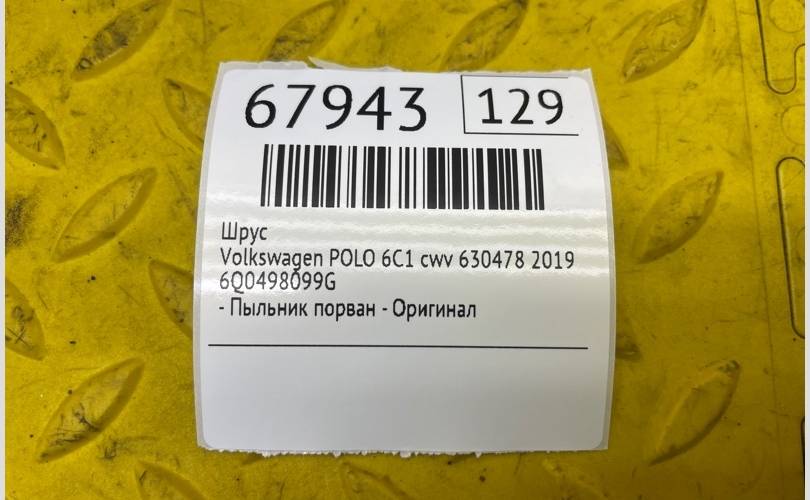 67943 129
Шрус
Volkswagen POLO 6C1 cwv 630478 2019
6Q0498099G
- Пыльник порван - Оригинал